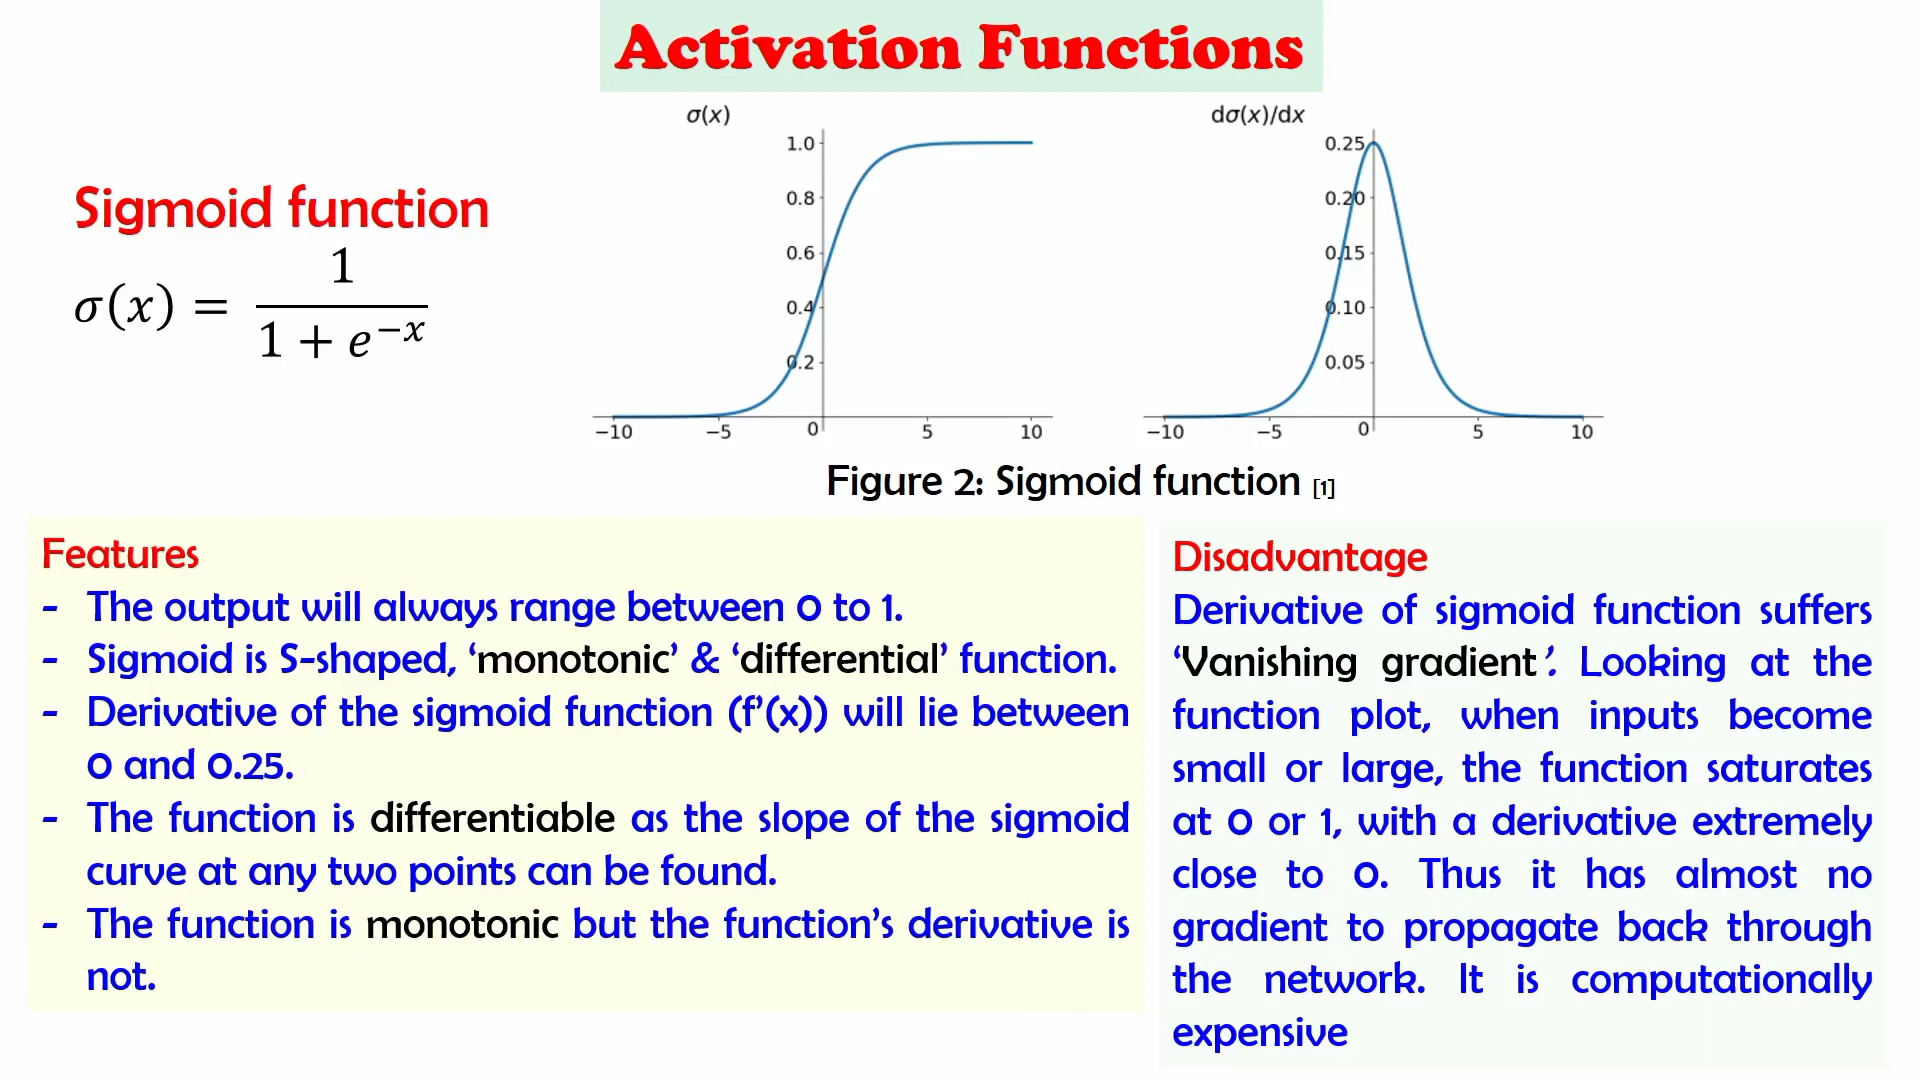 Activation Functions
Sigmoid function
σ(x) = 1 / (1 + e^−x)
σ(x)
1.0
0.8
0.6
0.4
0.2
−10 −5 0 5 10
dσ(x)/dx
0.25
0.20
0.15
0.10
0.05
−10 −5 0 5 10
Figure 2: Sigmoid function [1]
Features
- The output will always range between 0 to 1.
- Sigmoid is S-shaped, ‘monotonic’ & ‘differential’ function.
- Derivative of the sigmoid function (f’(x)) will lie between
0 and 0.25.
- The function is differentiable as the slope of the sigmoid
curve at any two points can be found.
- The function is monotonic but the function’s derivative is
not.
Disadvantage
Derivative of sigmoid function suffers
‘Vanishing gradient’. Looking at the
function plot, when inputs become
small or large, the function saturates
at 0 or 1, with a derivative extremely
close to 0. Thus it has almost no
gradient to propagate back through
the network. It is computationally
expensive